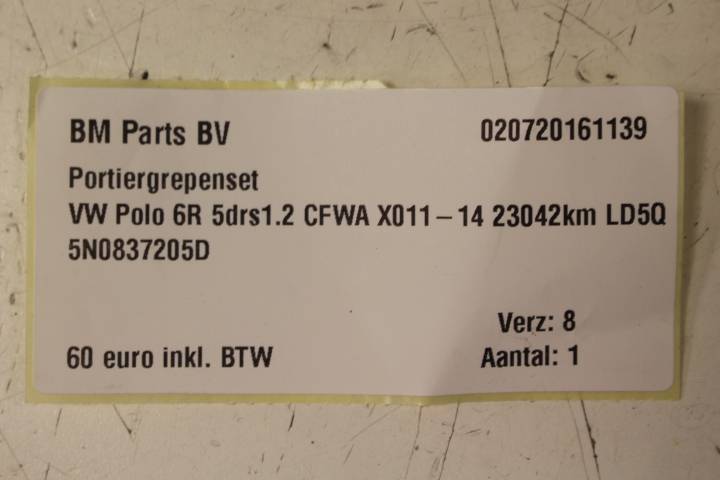 BM Parts BV 020720161139
Portiergrepenset
VW Polo 6R 5drs1.2 CFWA X011-14 23042km LD5Q
5N0837205D
Verz: 8
60 euro inkl. BTW Aantal: 1